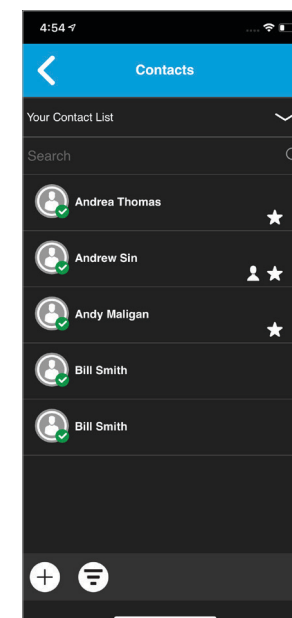 4:54
Contacts
Your Contact List
Search
Andrea Thomas
Andrew Sin
Andy Maligan
Bill Smith
Bill Smith